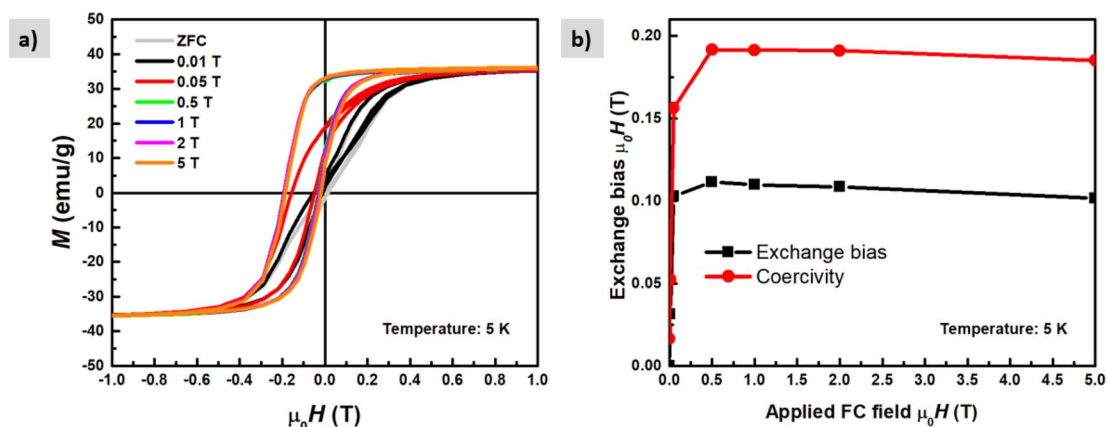 a)
50
40
30
20
10
0
-10
-20
-30
-40
-50
M (emu/g)
ZFC
0.01 T
0.05 T
0.5 T
1 T
2 T
5 T
Temperature: 5 K
-1.0 -0.8 -0.6 -0.4 -0.2 0.0 0.2 0.4 0.6 0.8 1.0
μ₀H (T)
b)
0.20
0.15
0.10
0.05
0.00
Exchange bias μ₀H (T)
Exchange bias
Coercivity
Temperature: 5 K
0.0 0.5 1.0 1.5 2.0 2.5 3.0 3.5 4.0 4.5 5.0
Applied FC field μ₀H (T)